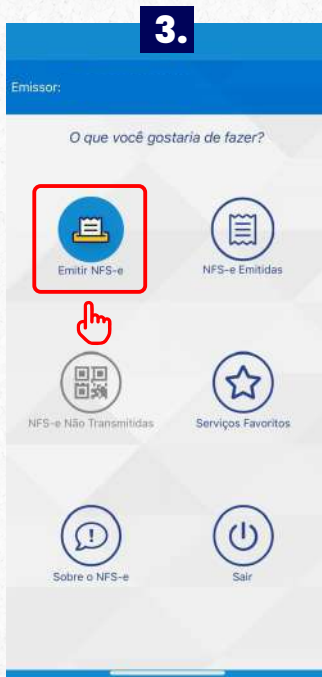 3.
Emissor:
O que você gostaria de fazer?
Emitir NFS-e
NFS-e Emitidas
NFS-e Não Transmitidas
Serviços Favoritos
Sobre o NFS-e
Sair